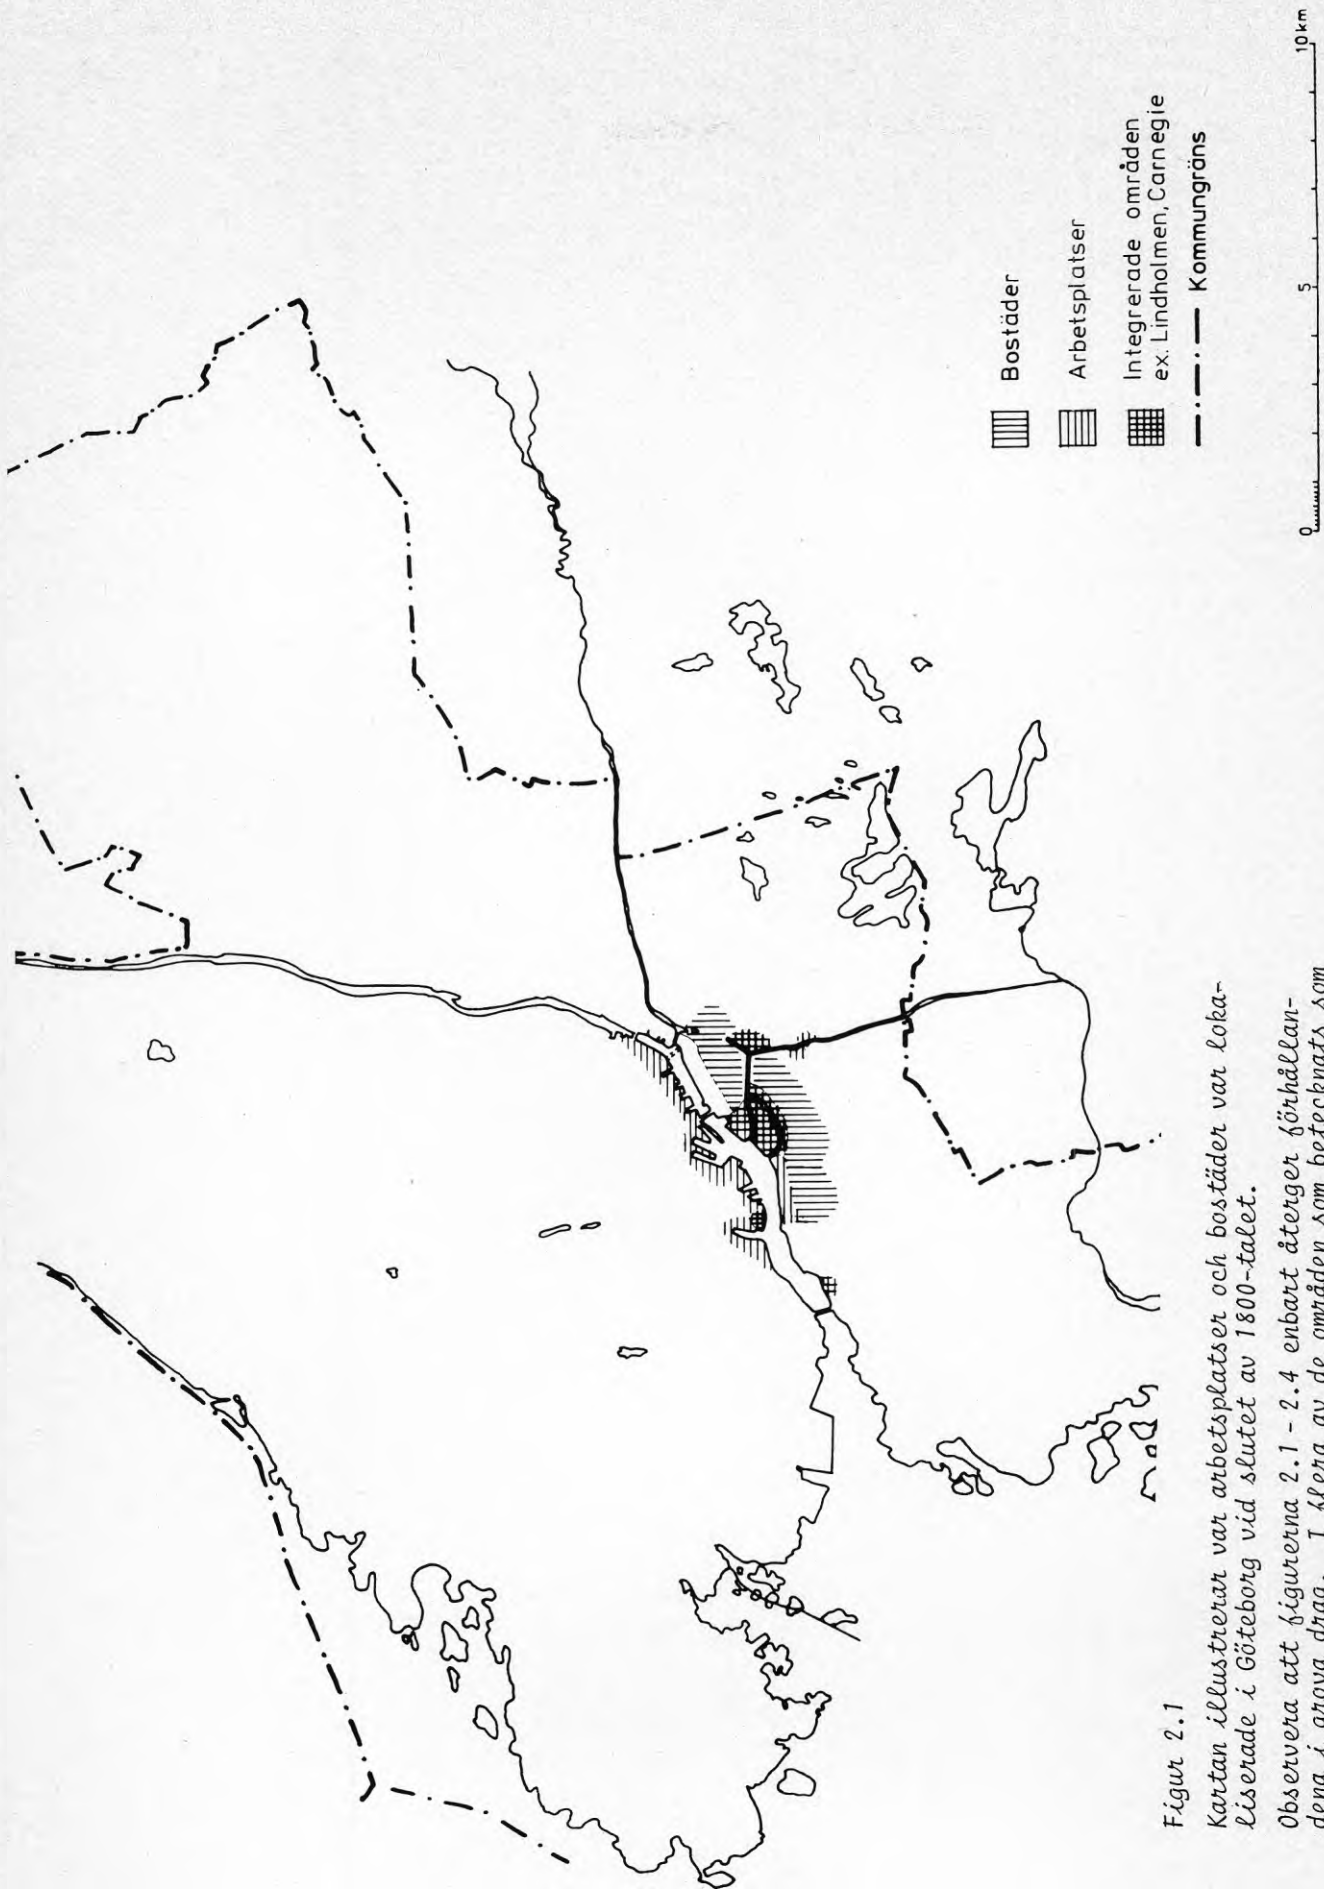 Bostäder
Arbetsplatser
Integrerade områden
ex. Lindholmen, Carnegie
Kommungräns
0 5 10 km
Figur 2.1
Kartan illustrerar var arbetsplatser och bostäder var loka-
liserade i Göteborg vid slutet av 1800-talet.
Observera att figurerna 2.1 - 2.4 enbart återger förhållan-
dena i grova drag. I flera av de områden som betecknats som